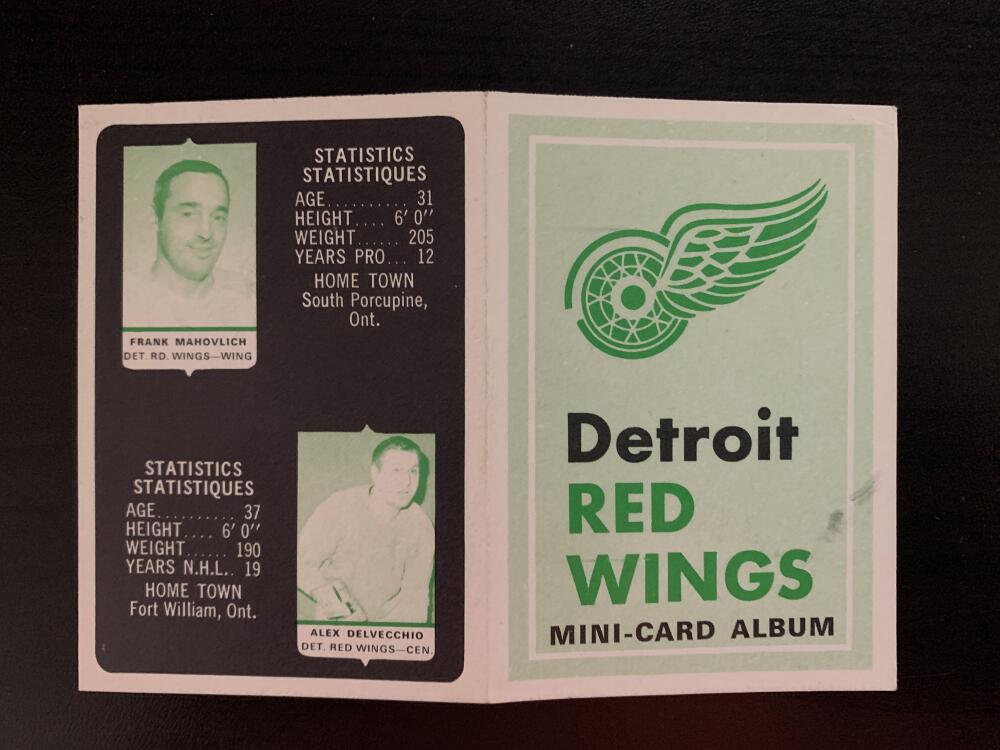 STATISTICS
STATISTIQUES
AGE.......... 31
HEIGHT.... 6' 0''
WEIGHT...... 205
YEARS PRO... 12
HOME TOWN
South Porcupine,
Ont.
FRANK MAHOVLICH
DET. RD. WINGS—WING
STATISTICS
STATISTIQUES
AGE.......... 37
HEIGHT.... 6' 0''
WEIGHT...... 190
YEARS N.H.L.. 19
HOME TOWN
Fort William, Ont.
ALEX DELVECCHIO
DET. RED WINGS—CEN.
Detroit
RED
WINGS
MINI-CARD ALBUM